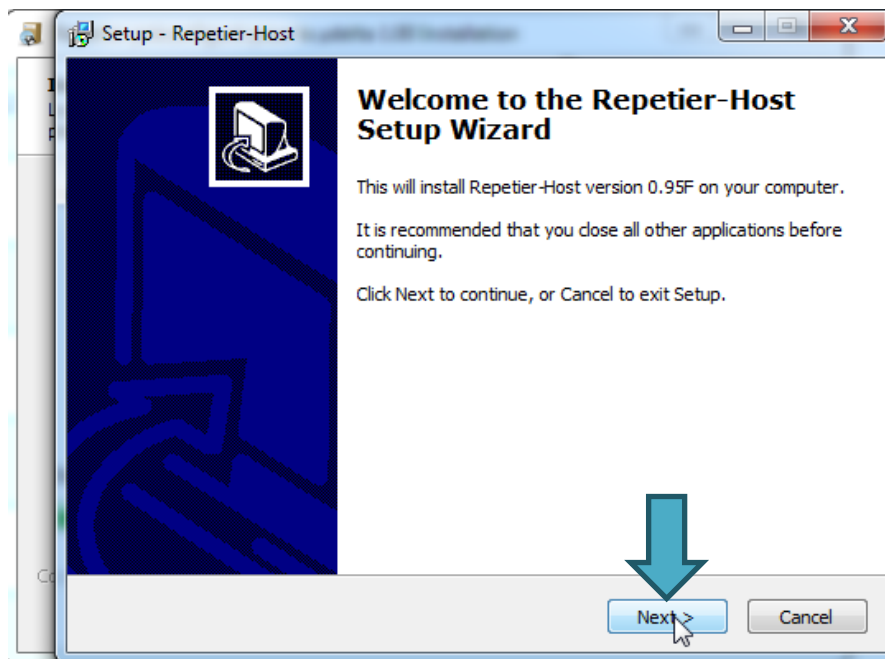 Setup - Repetier-Host
Welcome to the Repetier-Host
Setup Wizard
This will install Repetier-Host version 0.95F on your computer.
It is recommended that you close all other applications before
continuing.
Click Next to continue, or Cancel to exit Setup.
Next >
Cancel